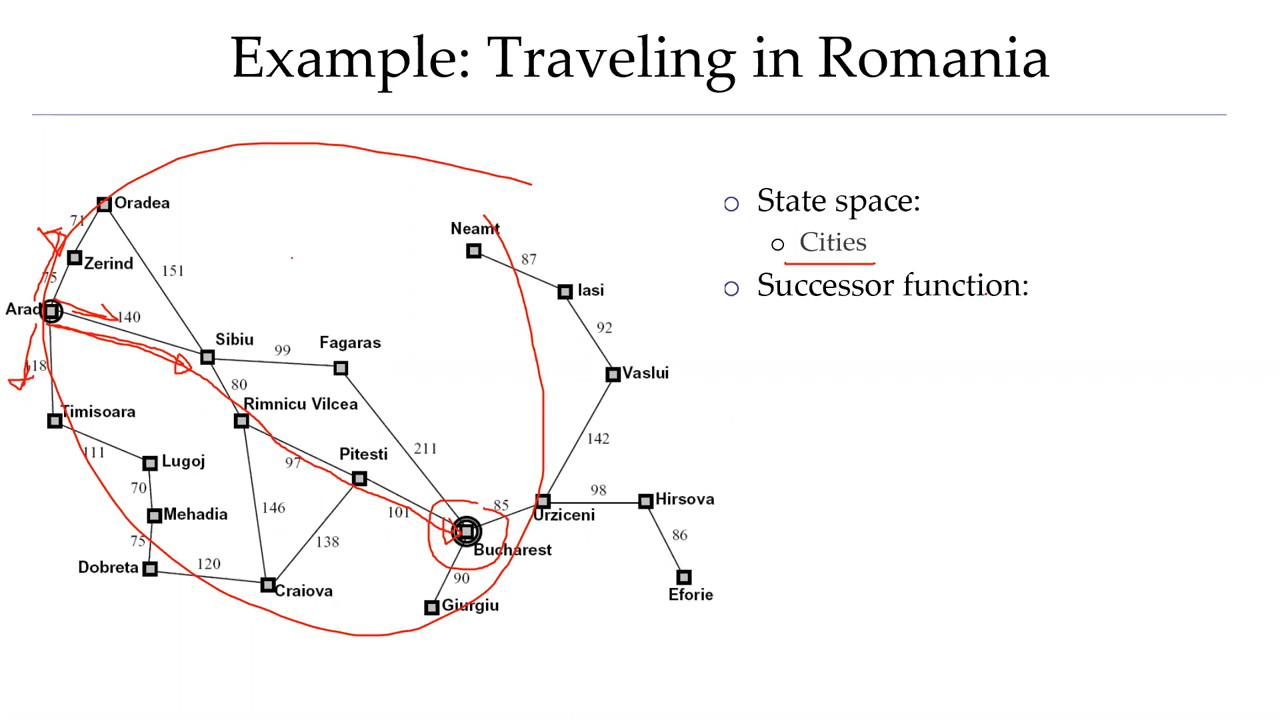 Example: Traveling in Romania
State space:
Cities
Successor function:
Oradea
71
Neamt
87
Zerind
75
151
Iasi
Arad
140
92
Sibiu
99
Fagaras
118
80
Vaslui
Timisoara
Rimnicu Vilcea
142
111
Lugoj
97
Pitesti
211
70
98
Mehadia
146
101
85
Urziceni
Hirsova
75
138
86
Bucharest
Dobreta
120
90
Craiova
Giurgiu
Eforie